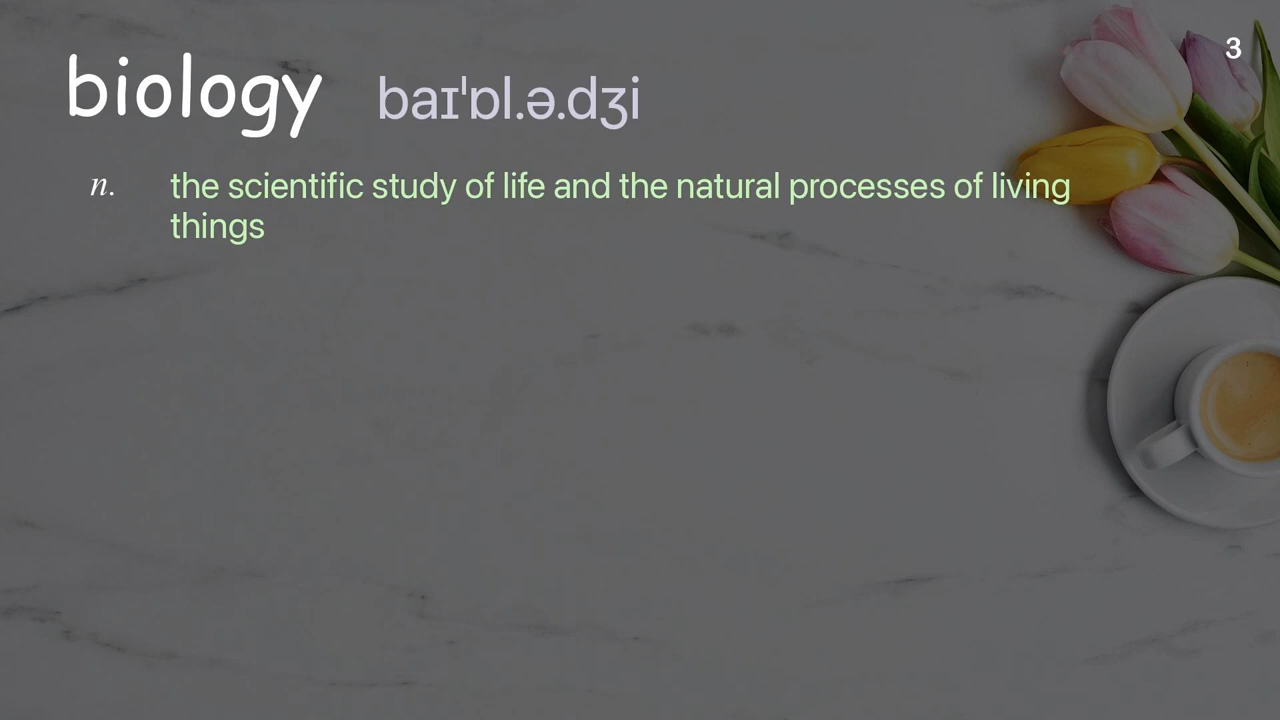 3
biology baɪˈɒl.ə.dʒi
n. the scientific study of life and the natural processes of living
things